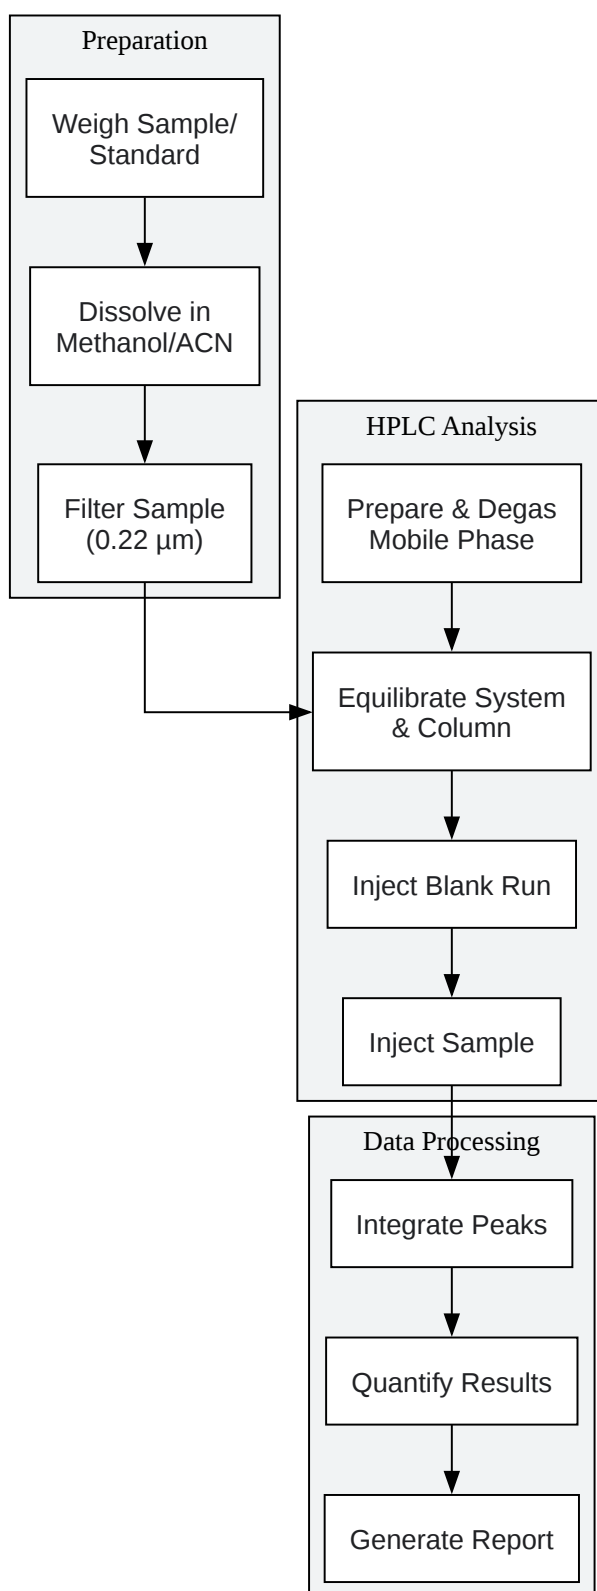 Preparation
Weigh Sample/
Standard
Dissolve in
Methanol/ACN
Filter Sample
(0.22 µm)
HPLC Analysis
Prepare & Degas
Mobile Phase
Equilibrate System
& Column
Inject Blank Run
Inject Sample
Data Processing
Integrate Peaks
Quantify Results
Generate Report